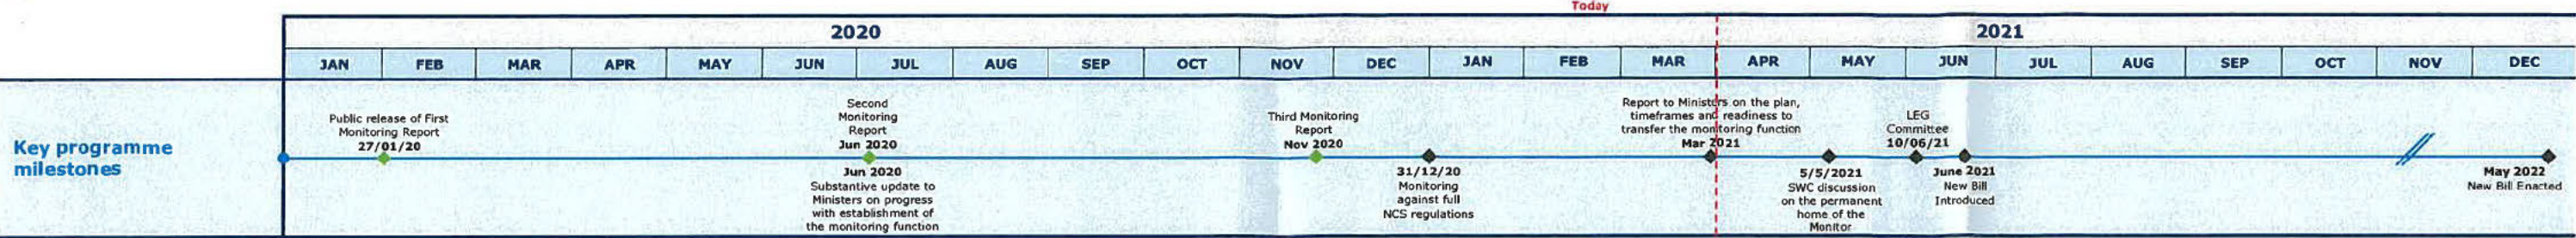 Today
2020
2021
JAN FEB MAR APR MAY JUN JUL AUG SEP OCT NOV DEC JAN FEB MAR APR MAY JUN JUL AUG SEP OCT NOV DEC
Key programme
milestones
Public release of First
Monitoring Report
27/01/20
Second
Monitoring
Report
Jun 2020
Jun 2020
Substantive update to
Ministers on progress
with establishment of
the monitoring function
Third Monitoring
Report
Nov 2020
31/12/20
Monitoring
against full
NCS regulations
Report to Ministers on the plan,
timeframes and readiness to
transfer the monitoring function
Mar 2021
5/5/2021
SWC discussion
on the permanent
home of the
Monitor
LEG
Committee
10/06/21
June 2021
New Bill
Introduced
May 2022
New Bill Enacted